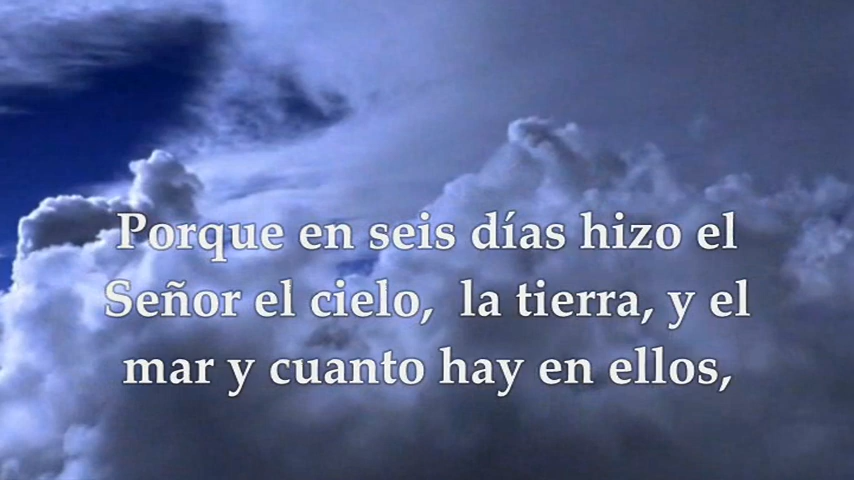 Porque en seis días hizo el
Señor el cielo,  la tierra, y el
mar y cuanto hay en ellos,